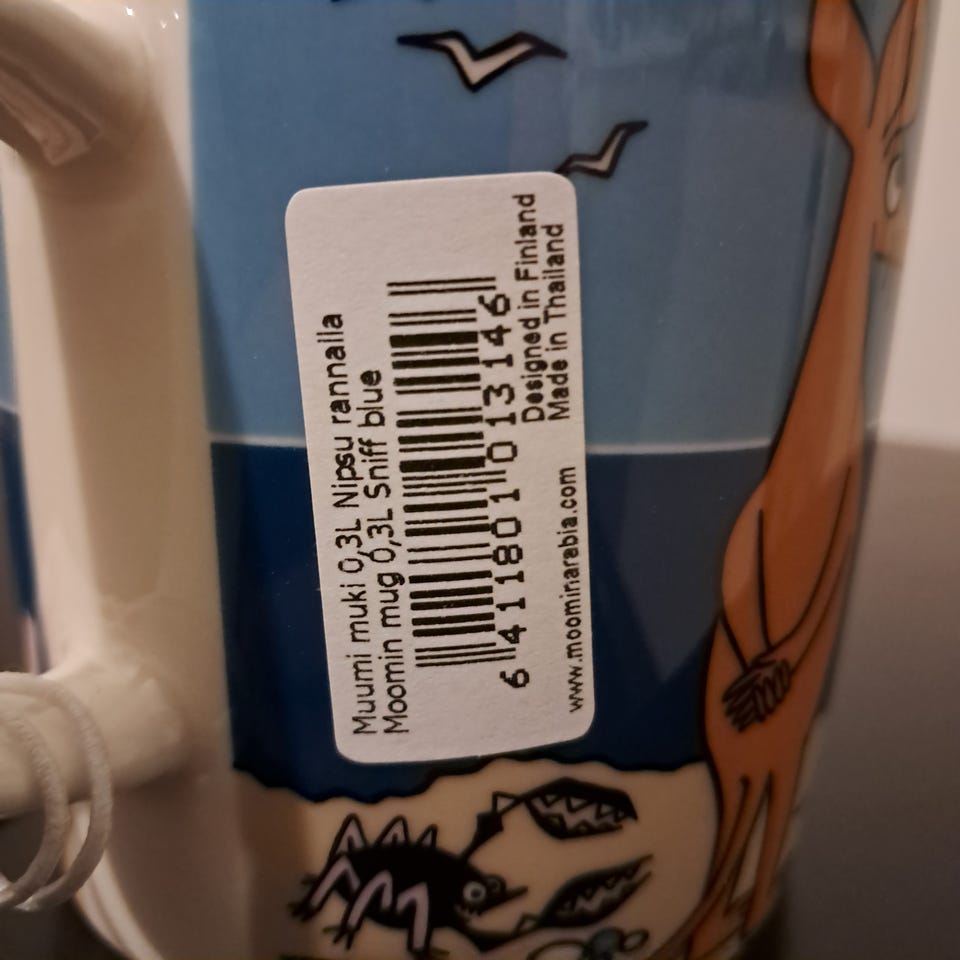 Muumi muki 0,3L Nipsu rannalla
Moomin mug 0,3L Sniff blue
6 411801 013146
Designed in Finland
Made in Thailand
www.moominarabia.com